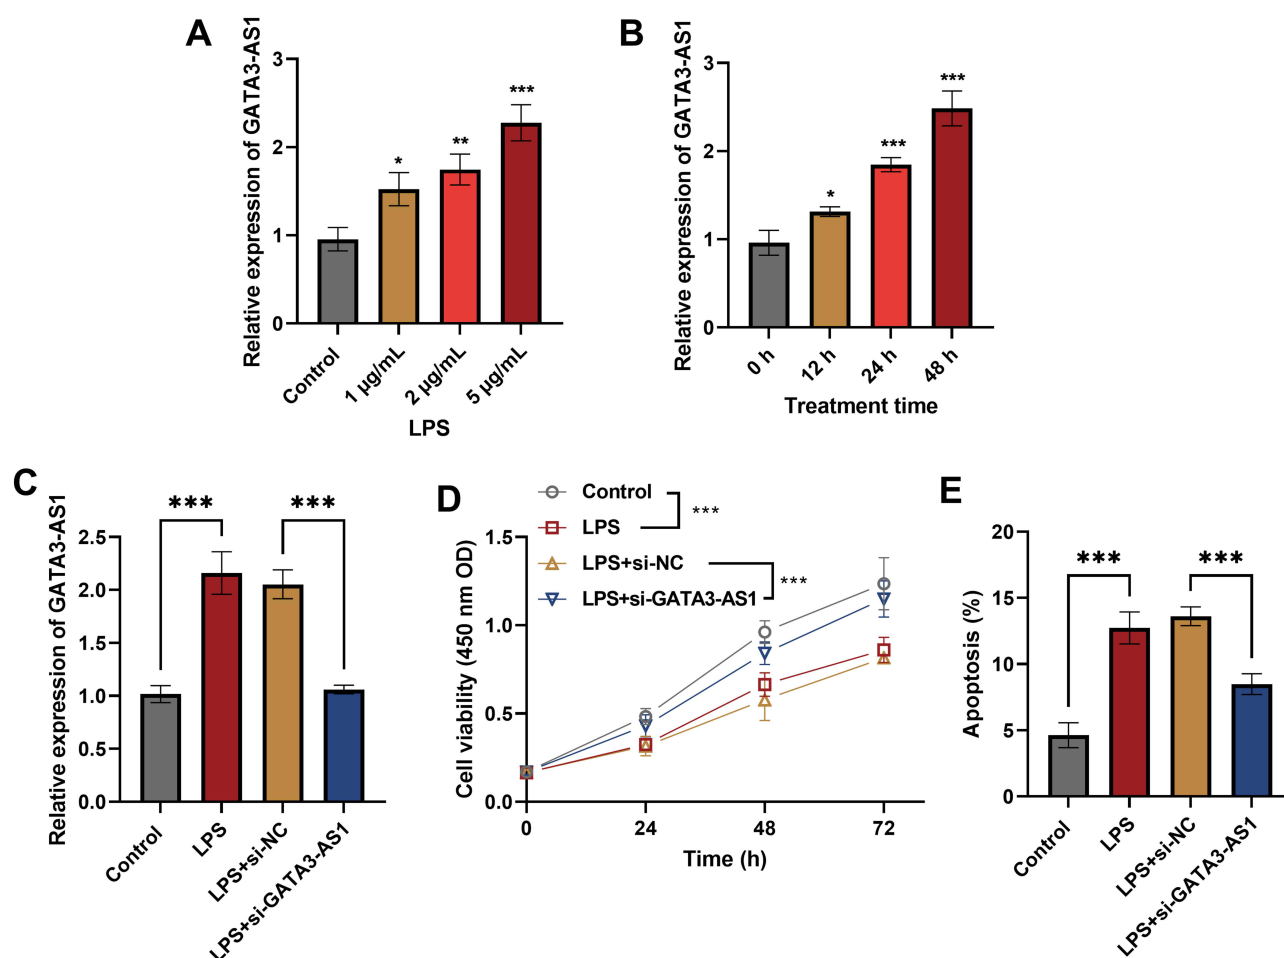 A
Relative expression of GATA3-AS1
3
2
1
0
*
**
***
Control
1 µg/mL
2 µg/mL
5 µg/mL
LPS
B
Relative expression of GATA3-AS1
3
2
1
0
*
***
***
0 h
12 h
24 h
48 h
Treatment time
C
Relative expression of GATA3-AS1
2.5
2.0
1.5
1.0
0.5
0.0
***
***
Control
LPS
LPS+si-NC
LPS+si-GATA3-AS1
D
Control
LPS
LPS+si-NC
LPS+si-GATA3-AS1
***
***
Cell viability (450 nm OD)
1.5
1.0
0.5
0.0
0
24
48
72
Time (h)
E
Apoptosis (%)
20
15
10
5
0
***
***
Control
LPS
LPS+si-NC
LPS+si-GATA3-AS1